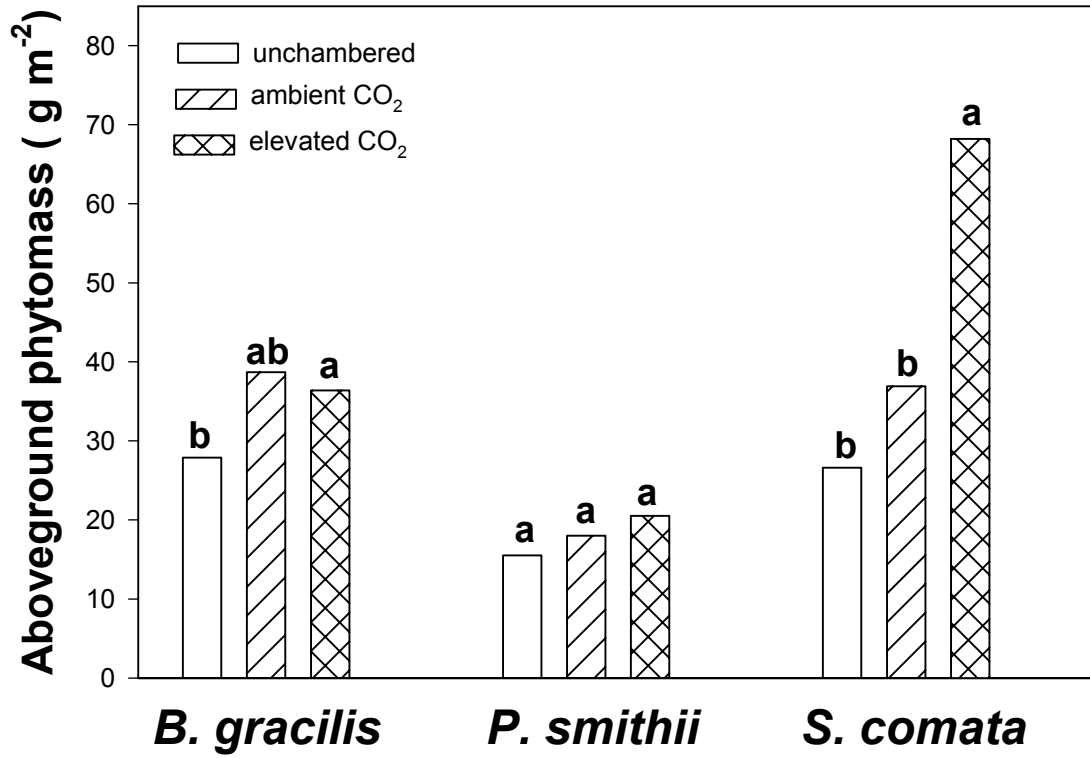 Aboveground phytomass ( g m⁻²)
80
70
60
50
40
30
20
10
0
unchambered
ambient CO₂
elevated CO₂
b
ab
a
a
a
a
b
b
a
B. gracilis
P. smithii
S. comata